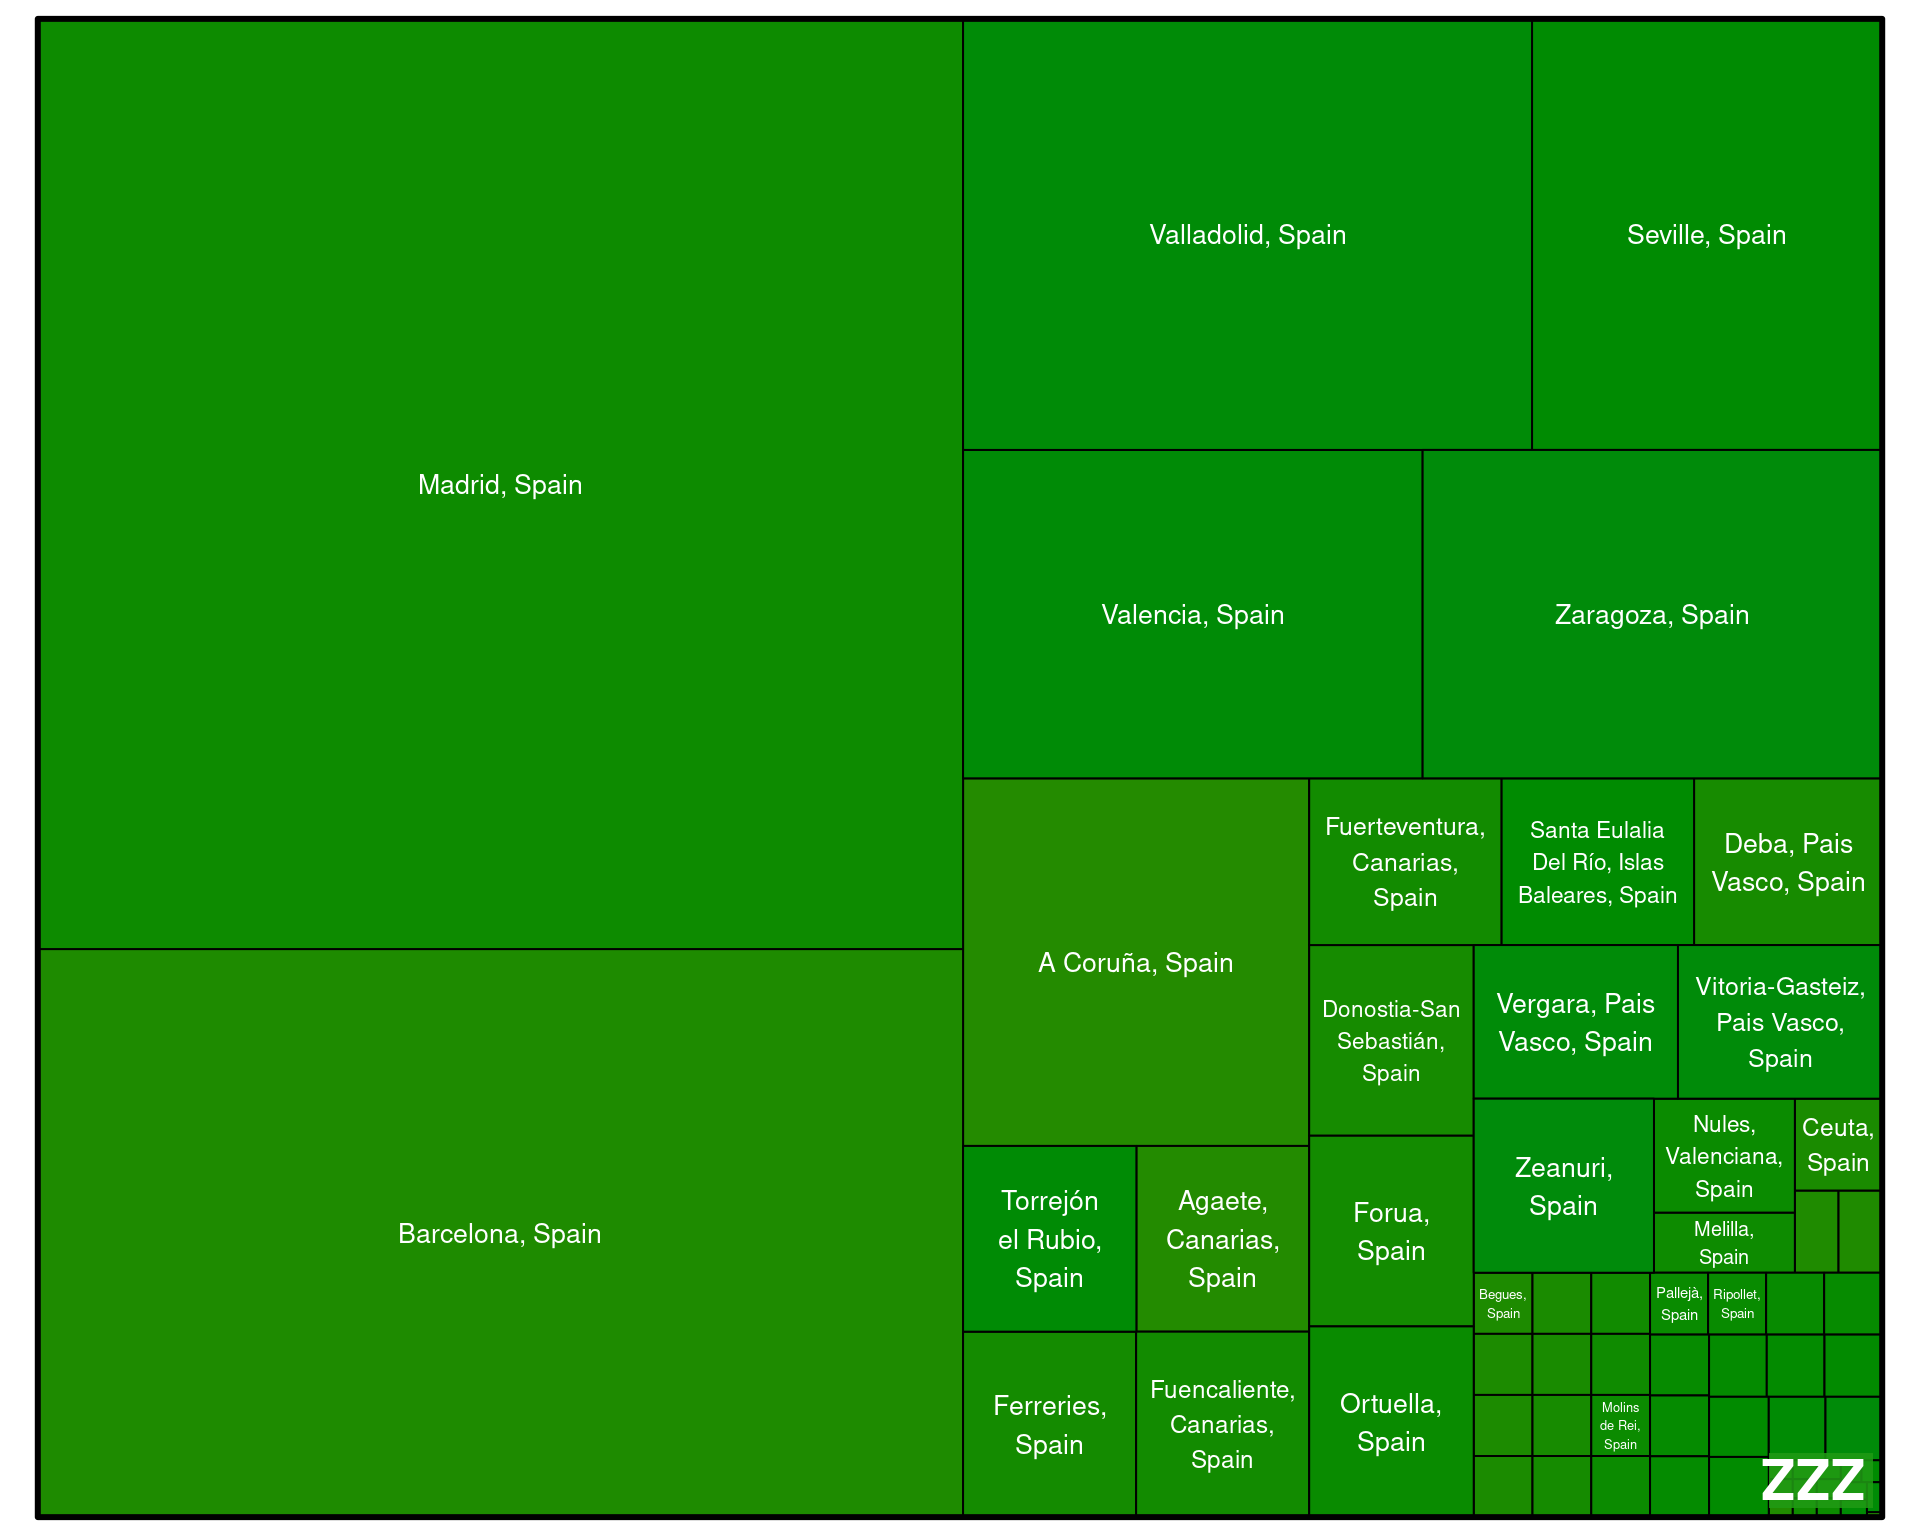 Madrid, Spain
Barcelona, Spain
Valladolid, Spain
Seville, Spain
Valencia, Spain
Zaragoza, Spain
A Coruña, Spain
Torrejón
el Rubio,
Spain
Agaete,
Canarias,
Spain
Ferreries,
Spain
Fuencaliente,
Canarias,
Spain
Fuerteventura,
Canarias,
Spain
Santa Eulalia
Del Río, Islas
Baleares, Spain
Deba, Pais
Vasco, Spain
Donostia-San
Sebastián,
Spain
Forua,
Spain
Ortuella,
Spain
Vergara, Pais
Vasco, Spain
Vitoria-Gasteiz,
Pais Vasco,
Spain
Zeanuri,
Spain
Nules,
Valenciana,
Spain
Melilla,
Spain
Ceuta,
Spain
Begues,
Spain
Pallejà,
Spain
Ripollet,
Spain
Molins
de Rei,
Spain
ZZZ